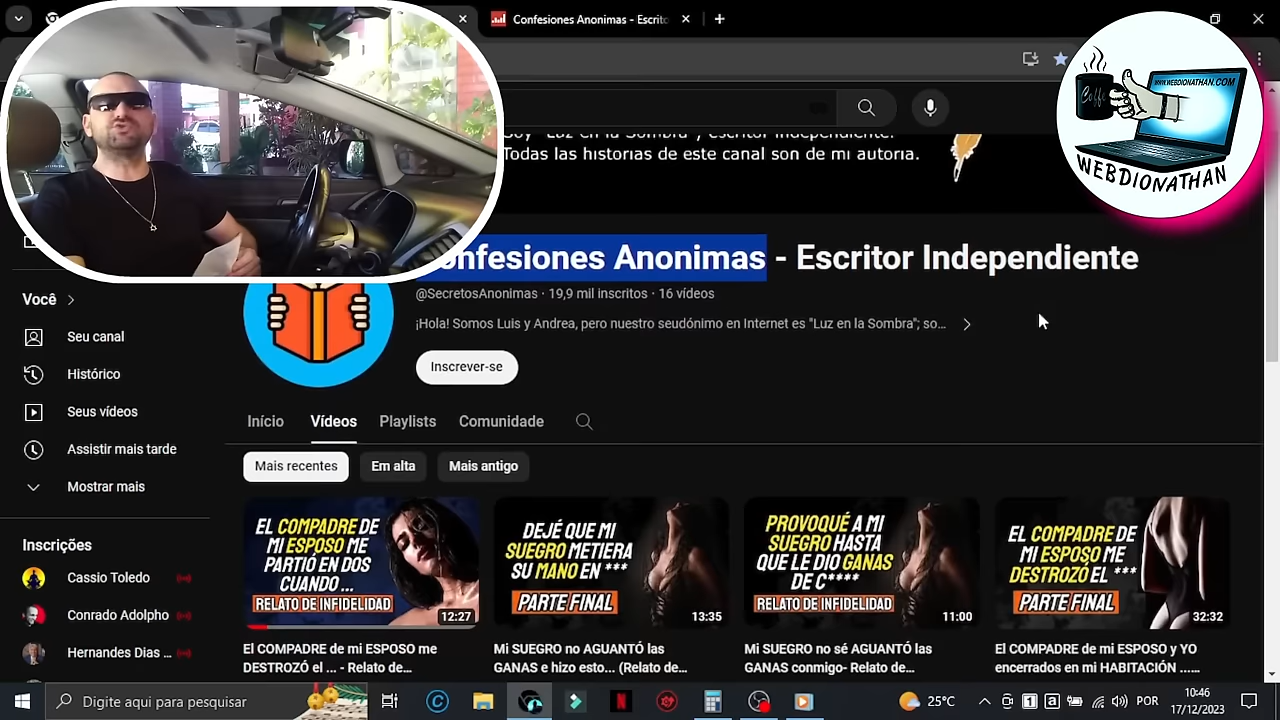 Confesiones Anonimas - Escrito
WWW.WEBDIONATHAN.COM
Coffe
WEBDIONATHAN
Soy "Luz en la Sombra", escritor independiente.
Todas las historias de este canal son de mi autoria.
Confesiones Anonimas - Escritor Independiente
@SecretosAnonimas · 19,9 mil inscritos · 16 vídeos
¡Hola! Somos Luis y Andrea, pero nuestro seudónimo en Internet es "Luz en la Sombra"; so...
Inscrever-se
Você
Seu canal
Histórico
Seus vídeos
Assistir mais tarde
Mostrar mais
Inscrições
Cassio Toledo
Conrado Adolpho
Hernandes Dias ...
Início Vídeos Playlists Comunidade
Mais recentes Em alta Mais antigo
EL COMPADRE DE
MI ESPOSO ME
PARTIÓ EN DOS
CUANDO ...
RELATO DE INFIDELIDAD
12:27
El COMPADRE de mi ESPOSO me
DESTROZÓ el ... - Relato de...
DEJÉ QUE MI
SUEGRO METIERA
SU MANO EN ***
PARTE FINAL
13:35
Mi SUEGRO no AGUANTÓ las
GANAS e hizo esto... (Relato de...
PROVOQUÉ A MI
SUEGRO HASTA
QUE LE DIO GANAS
DE C****
RELATO DE INFIDELIDAD
11:00
Mi SUEGRO no sé AGUANTÓ las
GANAS conmigo- Relato de...
EL COMPADRE DE
MI ESPOSO ME
DESTROZÓ EL ***
PARTE FINAL
32:32
El COMPADRE de mi ESPOSO y YO
encerrados en mi HABITACIÓN ......
Digite aqui para pesquisar
25°C
POR
10:46
17/12/2023